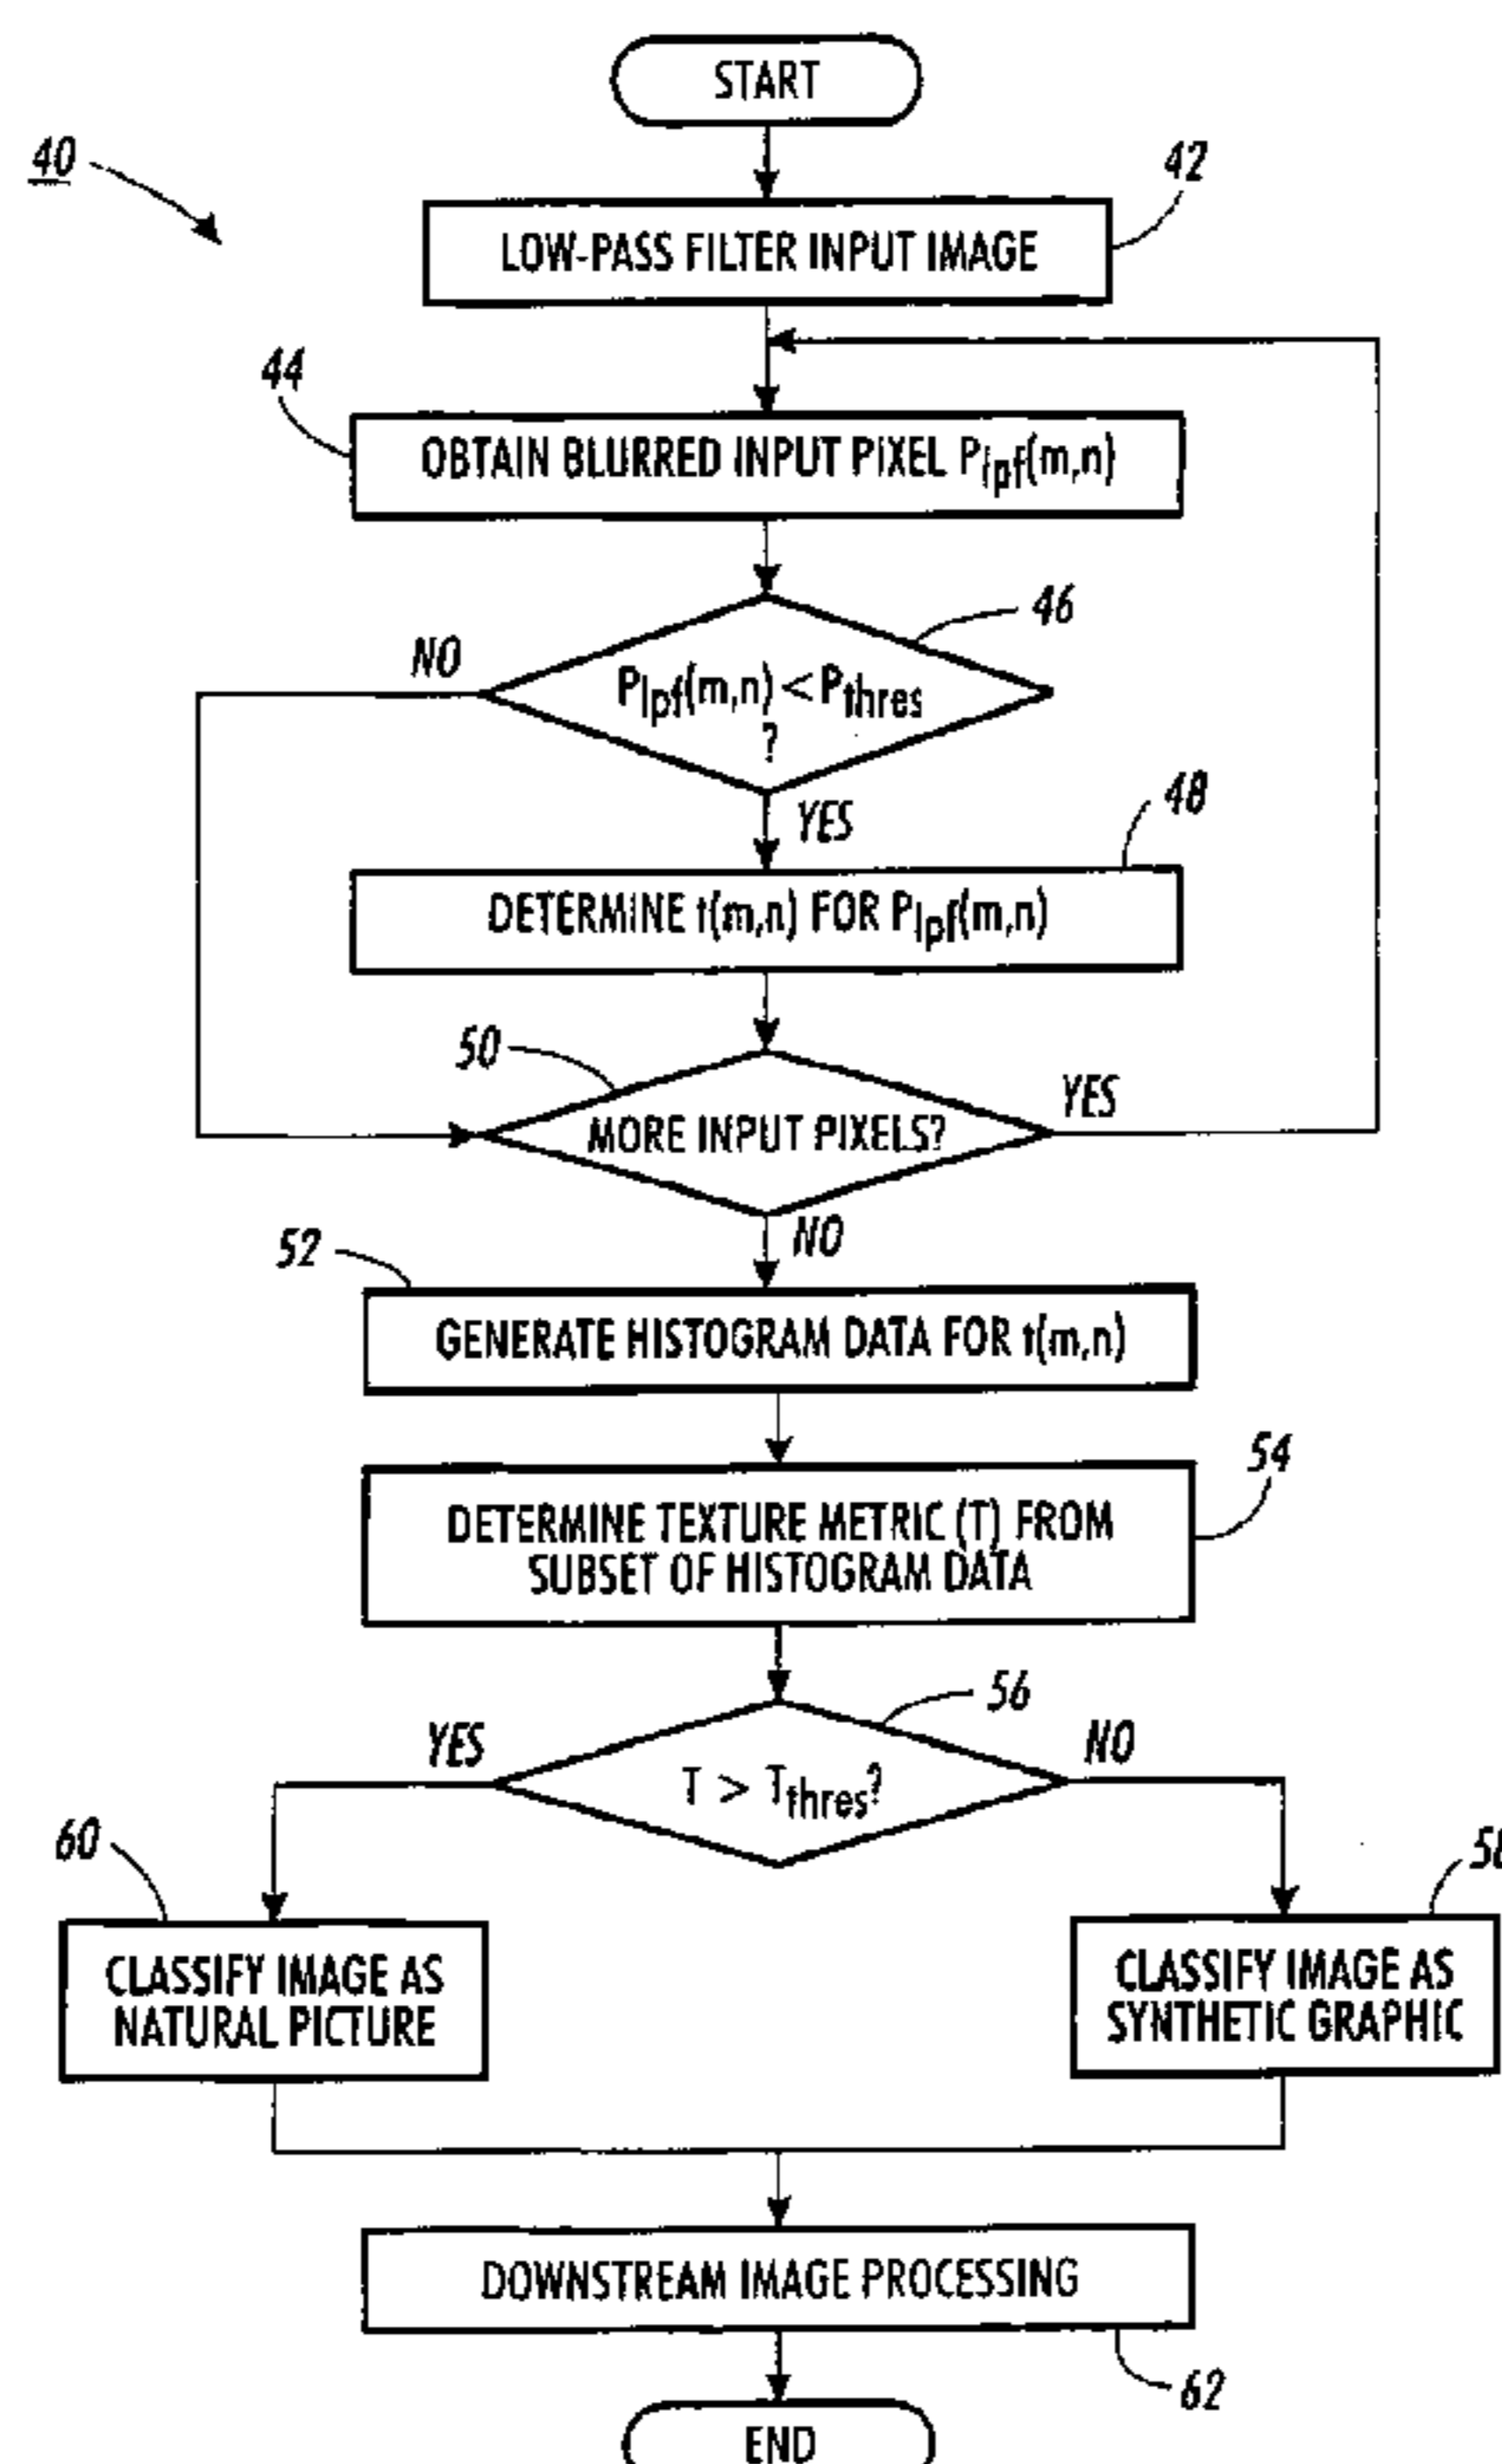 START
40
42
LOW-PASS FILTER INPUT IMAGE
44
OBTAIN BLURRED INPUT PIXEL Plpf(m,n)
46
NO
Plpf(m,n) < Pthres
?
YES
48
DETERMINE t(m,n) FOR Plpf(m,n)
50
YES
MORE INPUT PIXELS?
NO
52
GENERATE HISTOGRAM DATA FOR t(m,n)
54
DETERMINE TEXTURE METRIC (T) FROM
SUBSET OF HISTOGRAM DATA
56
YES
NO
T > Tthres?
60
58
CLASSIFY IMAGE AS
NATURAL PICTURE
CLASSIFY IMAGE AS
SYNTHETIC GRAPHIC
DOWNSTREAM IMAGE PROCESSING
62
END